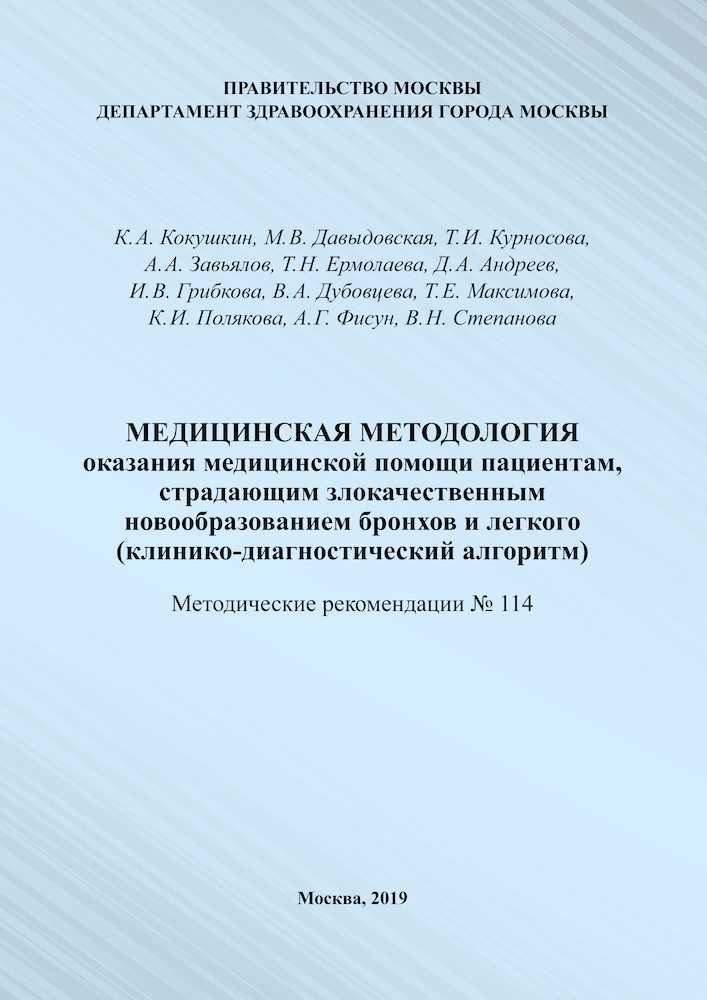 ПРАВИТЕЛЬСТВО МОСКВЫ
ДЕПАРТАМЕНТ ЗДРАВООХРАНЕНИЯ ГОРОДА МОСКВЫ
К. А. Кокушкин, М. В. Давыдовская, Т. И. Курносова,
А. А. Завьялов, Т. Н. Ермолаева, Д. А. Андреев,
И. В. Грибкова, В. А. Дубовцева, Т. Е. Максимова,
К. И. Полякова, А. Г. Фисун, В. Н. Степанова
МЕДИЦИНСКАЯ МЕТОДОЛОГИЯ
оказания медицинской помощи пациентам,
страдающим злокачественным
новообразованием бронхов и легкого
(клинико-диагностический алгоритм)
Методические рекомендации № 114
Москва, 2019